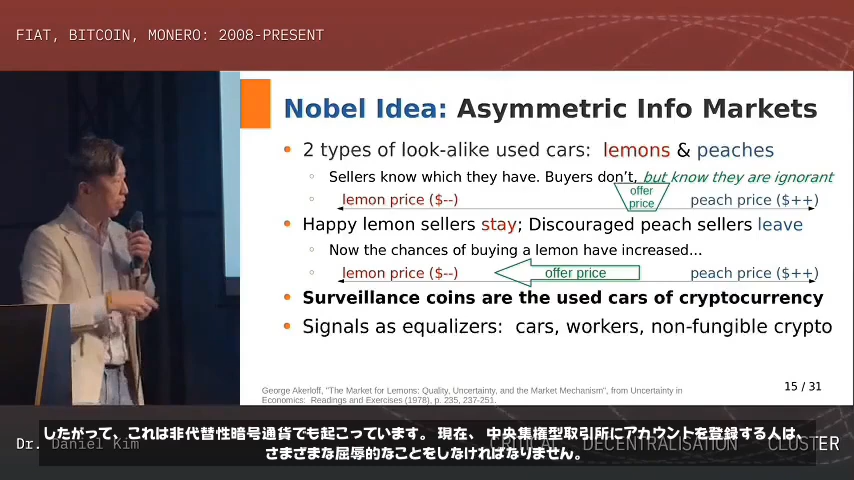 FIAT, BITCOIN, MONERO: 2008-PRESENT
Nobel Idea: Asymmetric Info Markets
2 types of look-alike used cars: lemons & peaches
Sellers know which they have. Buyers don't, but know they are ignorant
lemon price ($--)
offer
price
peach price ($++)
Happy lemon sellers stay; Discouraged peach sellers leave
Now the chances of buying a lemon have increased...
lemon price ($--)
offer price
peach price ($++)
Surveillance coins are the used cars of cryptocurrency
Signals as equalizers: cars, workers, non-fungible crypto
15 / 31
George Akerloff, "The Market for Lemons: Quality, Uncertainty, and the Market Mechanism", from Uncertainty in
Economics: Readings and Exercises (1978), p. 235, 237-251.
したがって、これは非代替性暗号通貨でも起こっています。現在、中央集権型取引所にアカウントを登録する人は、
さまざまな屈辱的なことをしなければなりません。
Dr. Daniel Kim
CRITICAL DECENTRALISATION CLUSTER